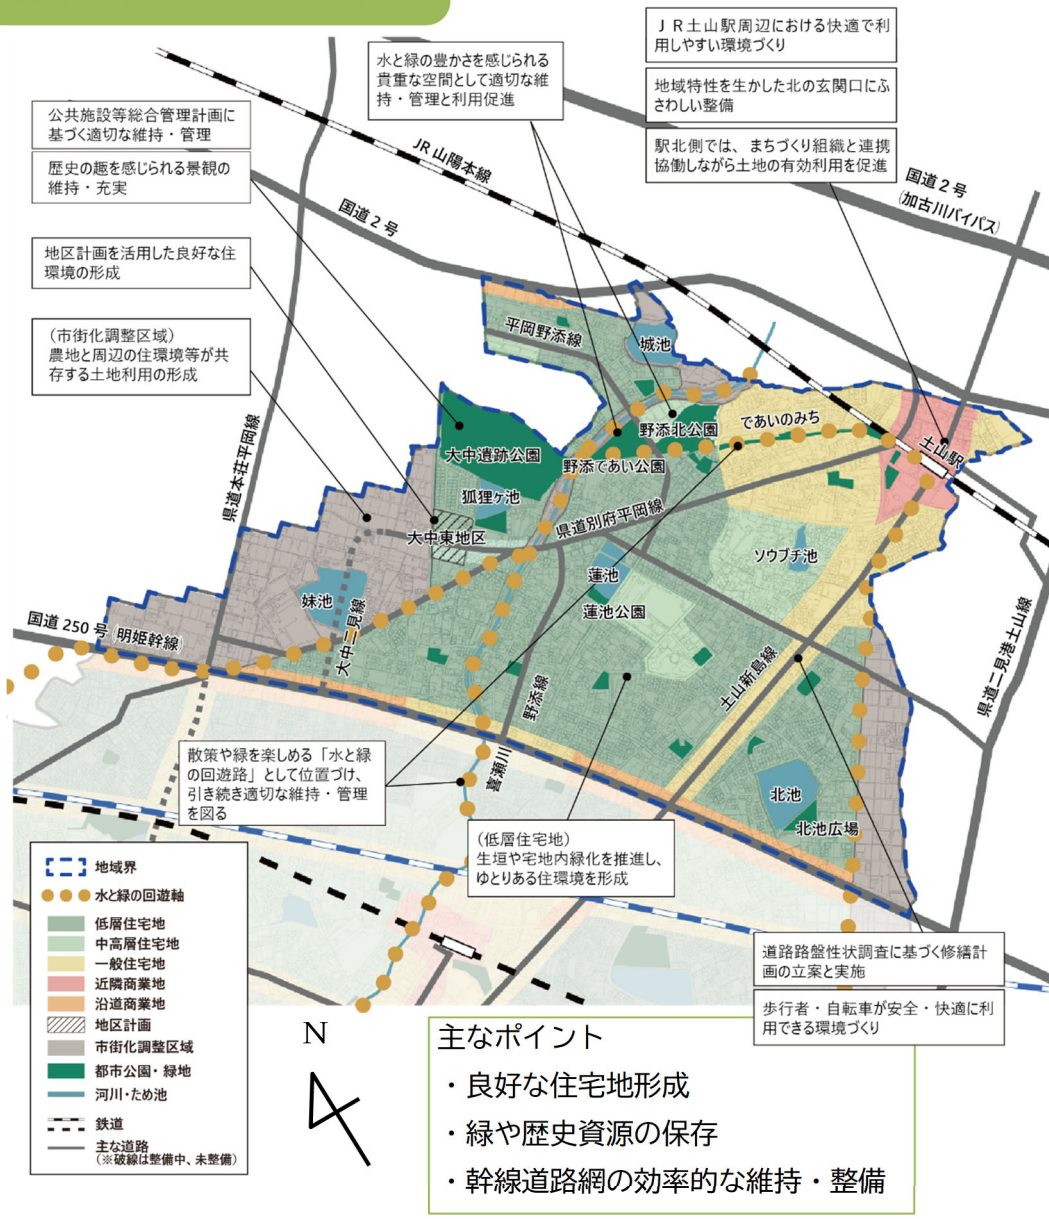 ＪＲ土山駅周辺における快適で利
用しやすい環境づくり
地域特性を生かした北の玄関口にふ
さわしい整備
駅北側では、まちづくり組織と連携
協働しながら土地の有効利用を促進
水と緑の豊かさを感じられる
貴重な空間として適切な維
持・管理と利用促進
公共施設等総合管理計画に
基づく適切な維持・管理
歴史の趣を感じられる景観の
維持・充実
地区計画を活用した良好な住
環境の形成
（市街化調整区域）
農地と周辺の住環境等が共
存する土地利用の形成
JR山陽本線
国道２号
国道２号
（加古川バイパス）
平岡野添線
城池
野添北公園
であいのみち
土山駅
大中遺跡公園
野添であい公園
狐狸ヶ池
県道別府平岡線
大中東地区
県道本荘平岡線
ソウブチ池
蓮池
蓮池公園
妹池
大中二見線
国道250号（明姫幹線）
野添線
土山新島線
県道二見港土山線
喜瀬川
北池
北池広場
散策や緑を楽しめる「水と緑
の回遊路」として位置づけ、
引き続き適切な維持・管理
を図る
（低層住宅地）
生垣や宅地内緑化を推進し、
ゆとりある住環境を形成
道路路盤性状調査に基づく修繕計
画の立案と実施
歩行者・自転車が安全・快適に利
用できる環境づくり
地域界
水と緑の回遊軸
低層住宅地
中高層住宅地
一般住宅地
近隣商業地
沿道商業地
地区計画
市街化調整区域
都市公園・緑地
河川・ため池
鉄道
主な道路
（※破線は整備中、未整備）
N
主なポイント
・良好な住宅地形成
・緑や歴史資源の保存
・幹線道路網の効率的な維持・整備